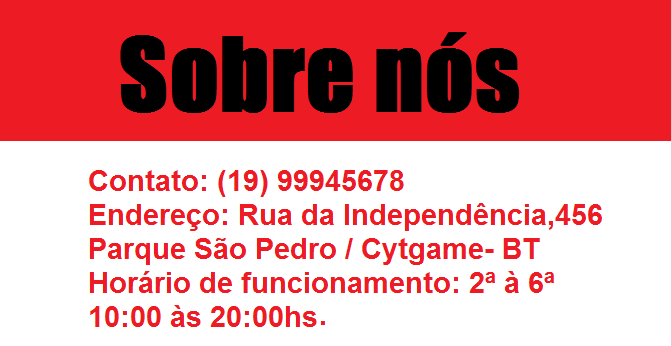 Sobre nós
Contato: (19) 99945678
Endereço: Rua da Independência,456
Parque São Pedro / Cytgame- BT
Horário de funcionamento: 2ª à 6ª
10:00 às 20:00hs.